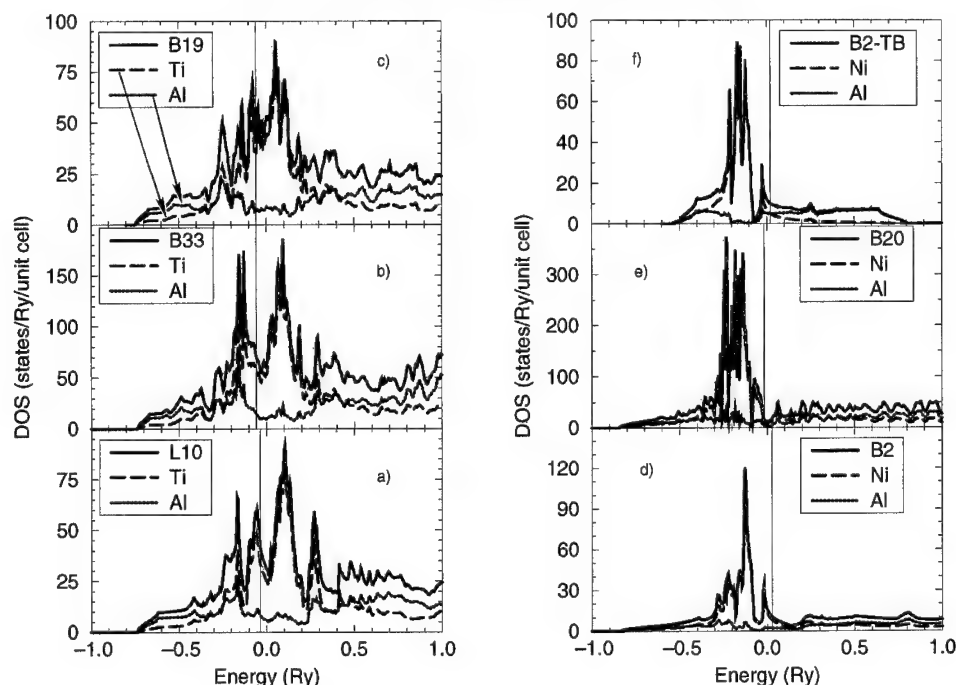 100
75
50
25
0
B19
Ti
Al
c)
DOS (states/Ry/unit cell)
175
150
100
50
0
B33
Ti
Al
b)
75
50
25
0
L10
Ti
Al
a)
−1.0
−0.5
0.0
0.5
1.0
Energy (Ry)
100
80
60
40
20
0
f)
B2-TB
Ni
Al
DOS (states/Ry/unit cell)
300
200
100
0
e)
B20
Ni
Al
120
90
60
30
0
d)
B2
Ni
Al
−1.0
−0.5
0.0
0.5
1.0
Energy (Ry)